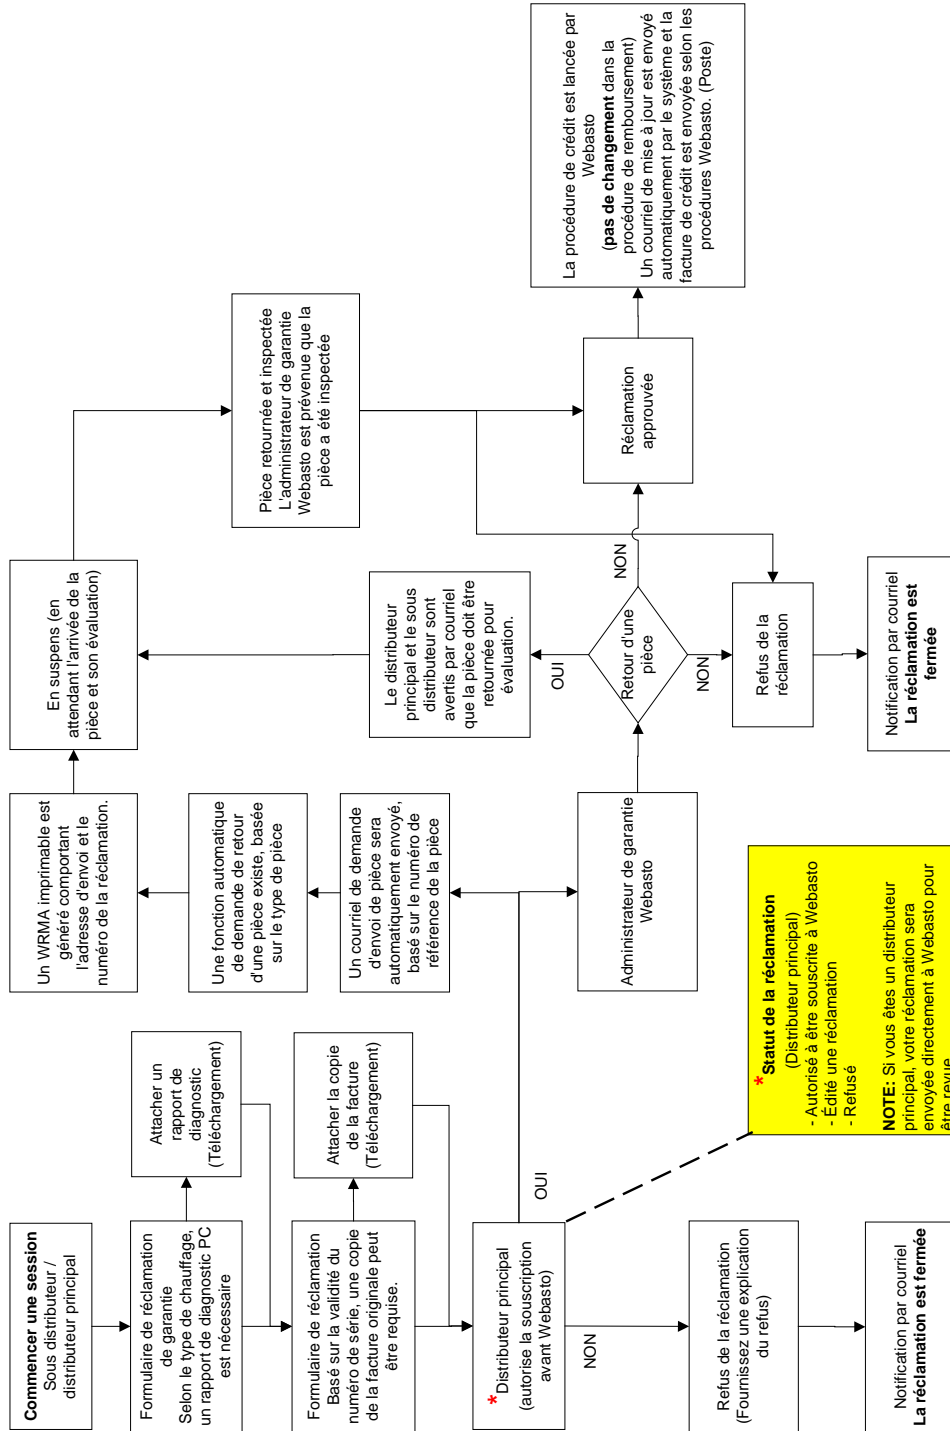 Commencer une session
Sous distributeur /
distributeur principal
Formulaire de réclamation
de garantie
Selon le type de chauffage,
un rapport de diagnostic PC
est nécessaire
Attacher un
rapport de
diagnostic
(Téléchargement)
Formulaire de réclamation
Basé sur la validité du
numéro de série, une copie
de la facture originale peut
être requise.
Attacher la copie
de la facture
(Téléchargement)
* Distributeur principal
(autorise la souscription
avant Webasto)
OUI
NON
Refus de la réclamation
(Fournissez une explication
du refus)
Notification par courriel
La réclamation est fermée
Un WRMA imprimable est
généré comportant
l'adresse d'envoi et le
numéro de la réclamation.
Une fonction automatique
de demande de retour
d'une pièce existe, basée
sur le type de pièce
Un courriel de demande
d'envoi de pièce sera
automatiquement envoyé,
basé sur le numéro de
référence de la pièce
Administrateur de garantie
Webasto
* Statut de la réclamation
(Distributeur principal)
- Autorisé à être souscrite à Webasto
- Édité une réclamation
- Refusé
NOTE: Si vous êtes un distributeur
principal, votre réclamation sera
envoyée directement à Webasto pour
être revue
En suspens (en
attendant l'arrivée de la
pièce et son évaluation)
Le distributeur
principal et le sous
distributeur sont
avertis par courriel
que la pièce doit être
retournée pour
évaluation.
OUI
Retour d'une
pièce
NON
NON
Refus de la
réclamation
Notification par courriel
La réclamation est
fermée
Pièce retournée et inspectée
L'administrateur de garantie
Webasto est prévenue que la
pièce a été inspectée
Réclamation
approuvée
La procédure de crédit est lancée par
Webasto
(pas de changement dans la
procédure de remboursement)
Un courriel de mise à jour est envoyé
automatiquement par le système et la
facture de crédit est envoyée selon les
procédures Webasto. (Poste)